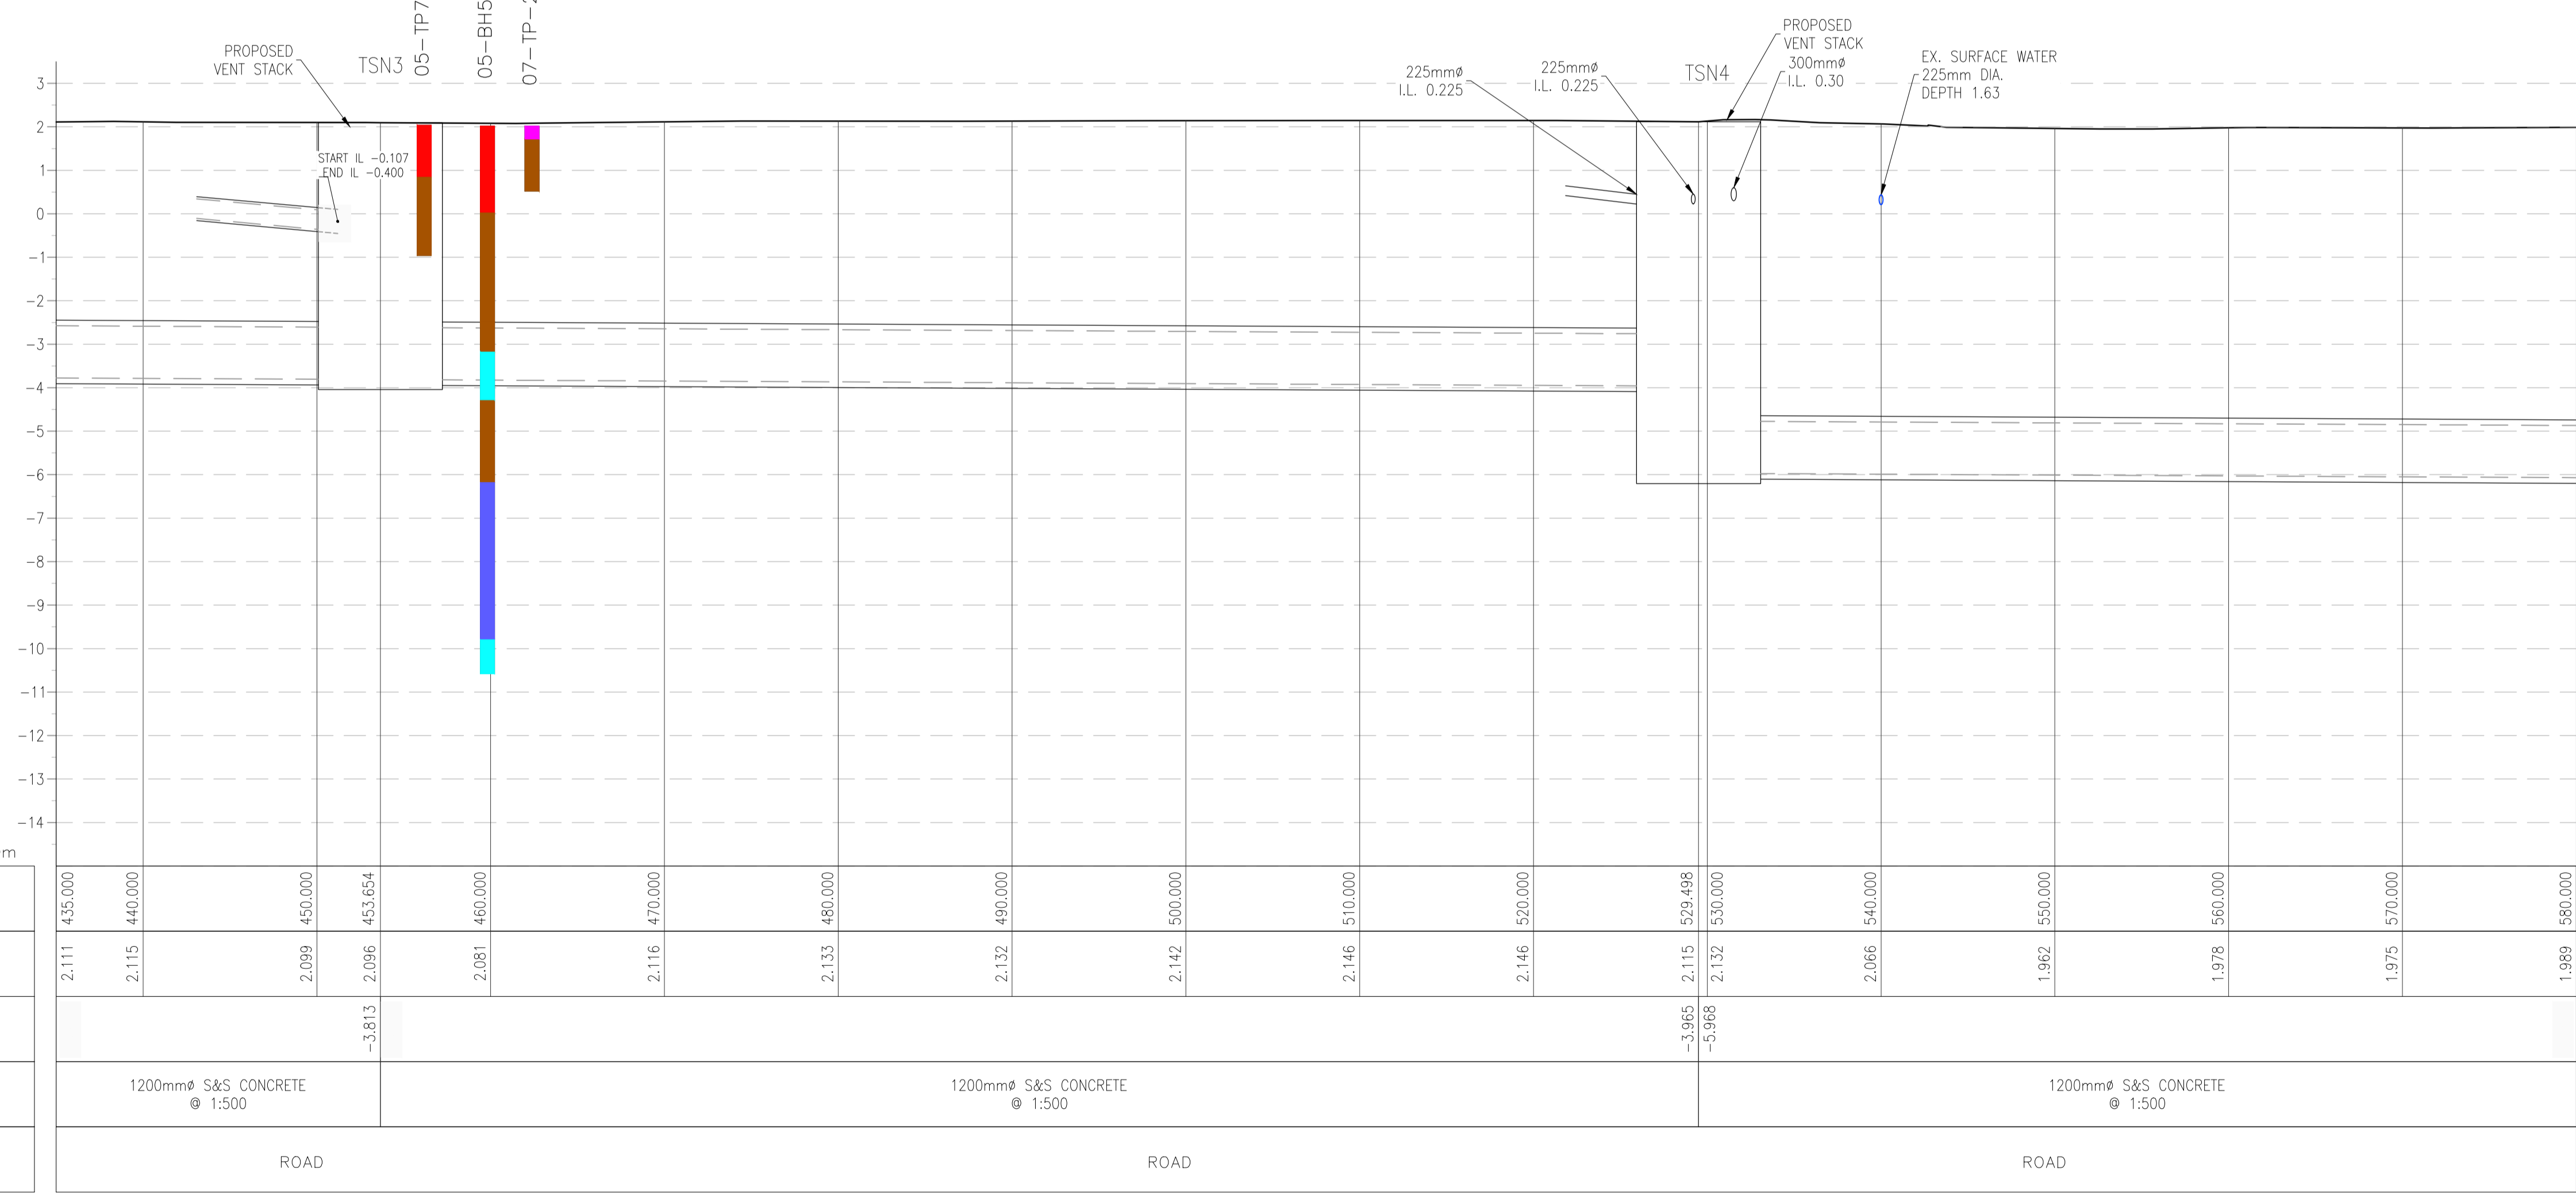 05-TP7
05-BH5
07-TP-2
PROPOSED
VENT STACK
TSN3
PROPOSED
VENT STACK
225mmø
I.L. 0.225
225mmø
I.L. 0.225
TSN4
300mmø
I.L. 0.30
EX. SURFACE WATER
225mm DIA.
DEPTH 1.63
START IL -0.107
END IL -0.400
3
2
1
0
-1
-2
-3
-4
-5
-6
-7
-8
-9
-10
-11
-12
-13
-14
m
435.000
440.000
450.000
453.654
460.000
470.000
480.000
490.000
500.000
510.000
520.000
529.498
530.000
540.000
550.000
560.000
570.000
580.000
2.111
2.115
2.099
2.096
2.081
2.116
2.133
2.132
2.142
2.146
2.146
2.115
2.132
2.066
1.962
1.978
1.975
1.989
-3.813
-3.965
-5.968
1200mmø S&S CONCRETE
@ 1:500
1200mmø S&S CONCRETE
@ 1:500
1200mmø S&S CONCRETE
@ 1:500
ROAD
ROAD
ROAD